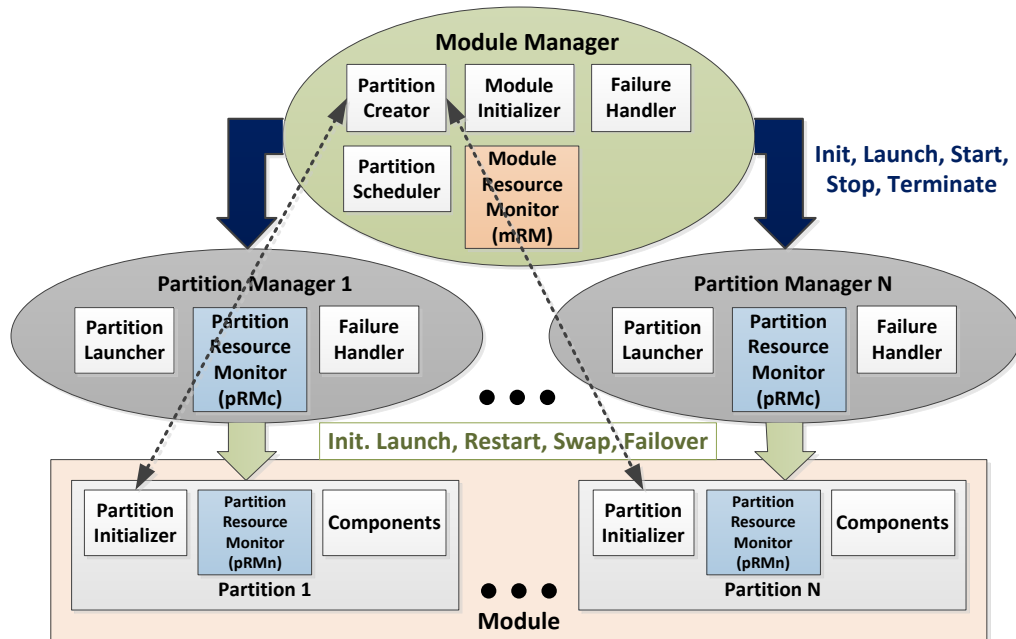 Module Manager
Partition
Creator
Module
Initializer
Failure
Handler
Partition
Scheduler
Module
Resource
Monitor
(mRM)
Init, Launch, Start,
Stop, Terminate
Partition Manager 1
Partition
Launcher
Partition
Resource
Monitor
(pRMc)
Failure
Handler
Partition Manager N
Partition
Launcher
Partition
Resource
Monitor
(pRMc)
Failure
Handler
Init. Launch, Restart, Swap, Failover
Partition
Initializer
Partition
Resource
Monitor
(pRMn)
Components
Partition 1
Partition
Initializer
Partition
Resource
Monitor
(pRMn)
Components
Partition N
Module